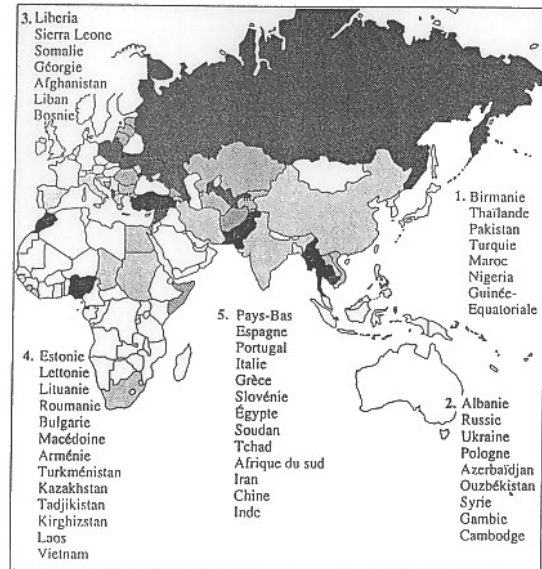 3. Liberia
Sierra Leone
Somalie
Géorgie
Afghanistan
Liban
Bosnie
1. Birmanie
Thaïlande
Pakistan
Turquie
Maroc
Nigeria
Guinée-
Equatoriale
5. Pays-Bas
Espagne
Portugal
Italie
Grèce
Slovénie
Égypte
Soudan
Tchad
Afrique du sud
Iran
Chine
Inde
4. Estonie
Lettonie
Lituanie
Roumanie
Bulgarie
Macédoine
Arménie
Turkménistan
Kazakhstan
Tadjikistan
Kirghizstan
Laos
Vietnam
2. Albanie
Russie
Ukraine
Pologne
Azerbaïdjan
Ouzbékistan
Syrie
Gambie
Cambodge